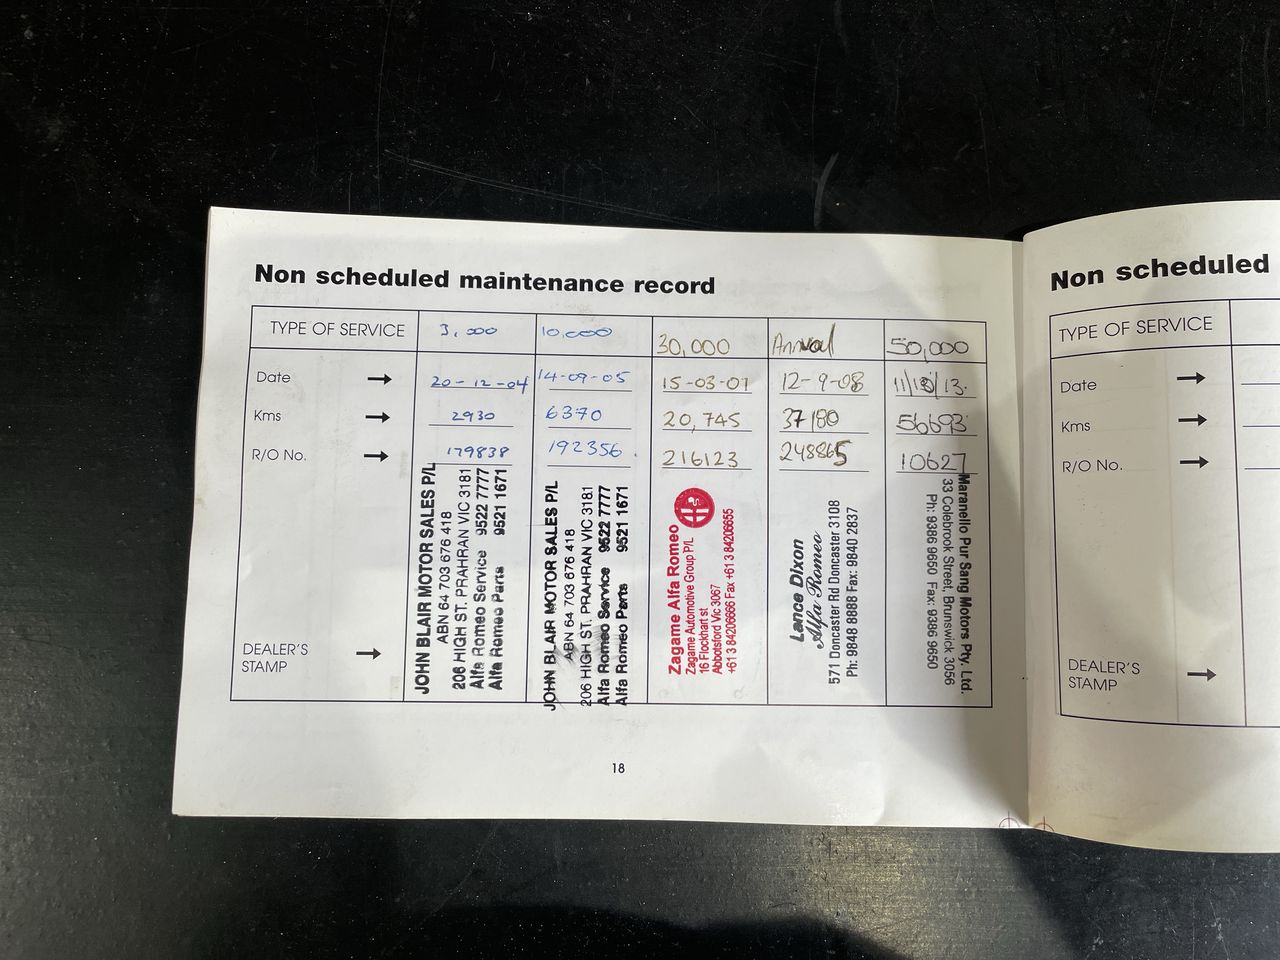 Non scheduled maintenance record
TYPE OF SERVICE 3,000 10,000 30,000 Annual 50,000
Date 20-12-04 14-09-05 15-03-07 12-9-08 11/10/13.
Kms 2930 6370 20,745 37180 56693
R/O No. 179838 192356. 216123 248865 10627
DEALER'S
STAMP
JOHN BLAIR MOTOR SALES P/L
ABN 64 703 676 418
206 HIGH ST. PRAHRAN VIC 3181
Alfa Romeo Service 9522 7777
Alfa Romeo Parts 9521 1671
JOHN BLAIR MOTOR SALES P/L
ABN 64 703 676 418
206 HIGH ST. PRAHRAN VIC 3181
Alfa Romeo Service 9522 7777
Alfa Romeo Parts 9521 1671
Zagame Alfa Romeo
Zagame Automotive Group P/L
16 Flockhart st
Abbotsford Vic 3067
+61 3 84206666 Fax +61 3 84206655
Lance Dixon
Alfa Romeo
571 Doncaster Rd Doncaster 3108
Ph: 9848 8888 Fax: 9840 2837
Maranello Pur Sang Motors Pty. Ltd.
33 Colebrook Street, Brunswick 3056
Ph: 9386 9650 Fax: 9386 9650
18
Non scheduled
TYPE OF SERVICE
Date
Kms
R/O No.
DEALER'S
STAMP